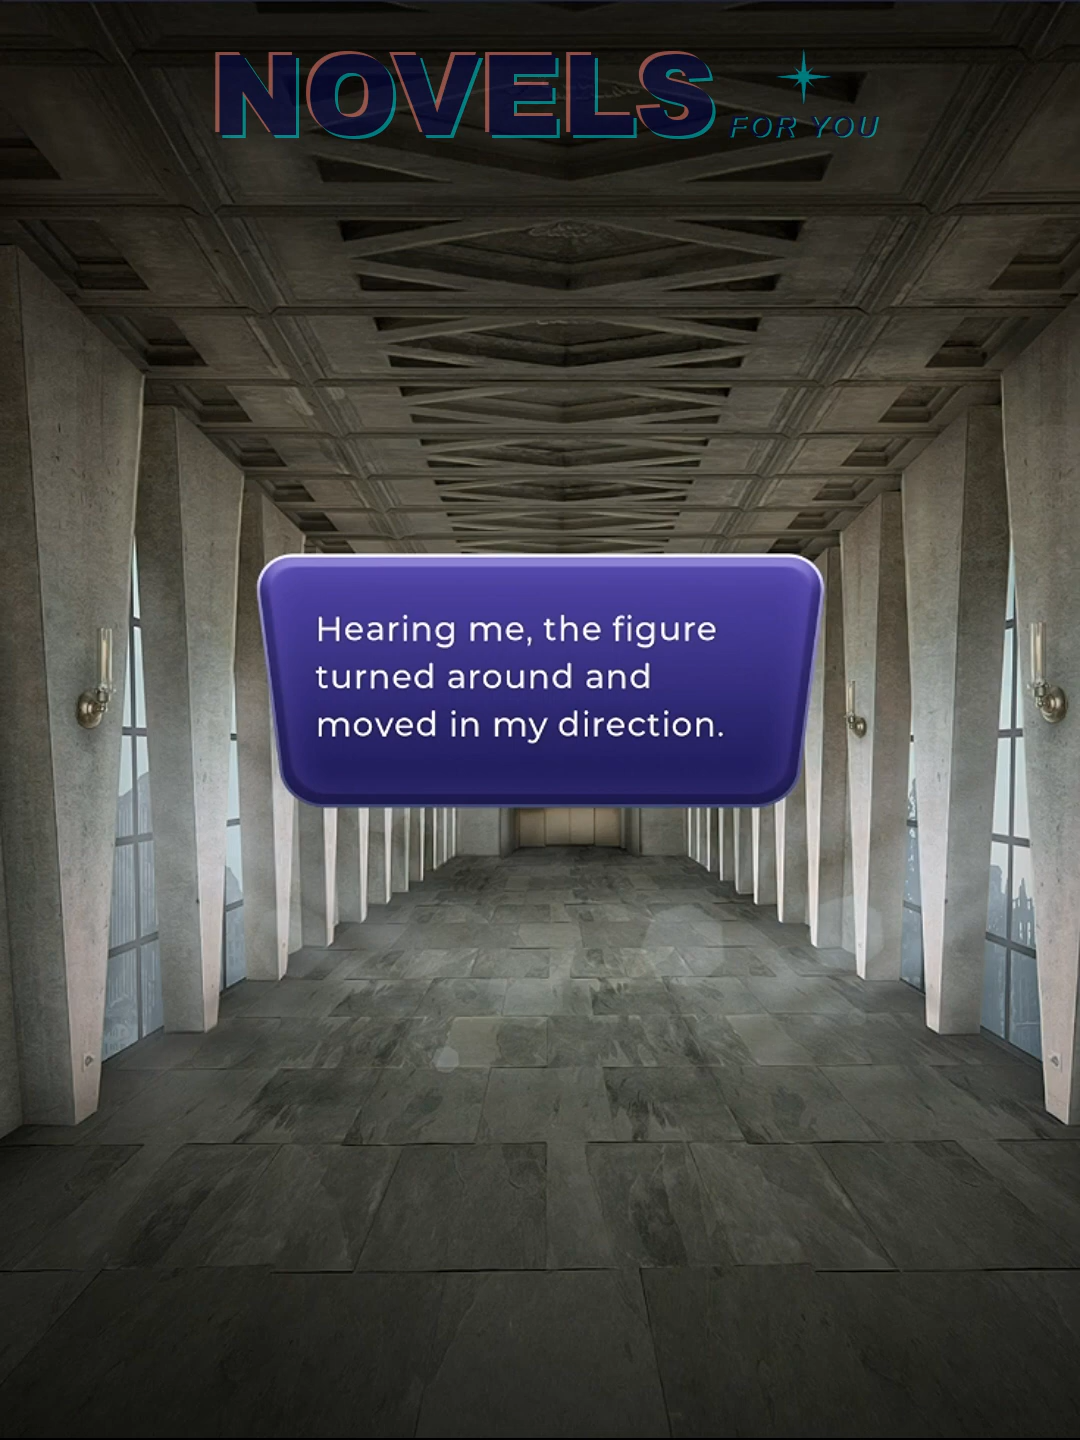 NOVELS
FOR YOU
Hearing me, the figure
turned around and
moved in my direction.